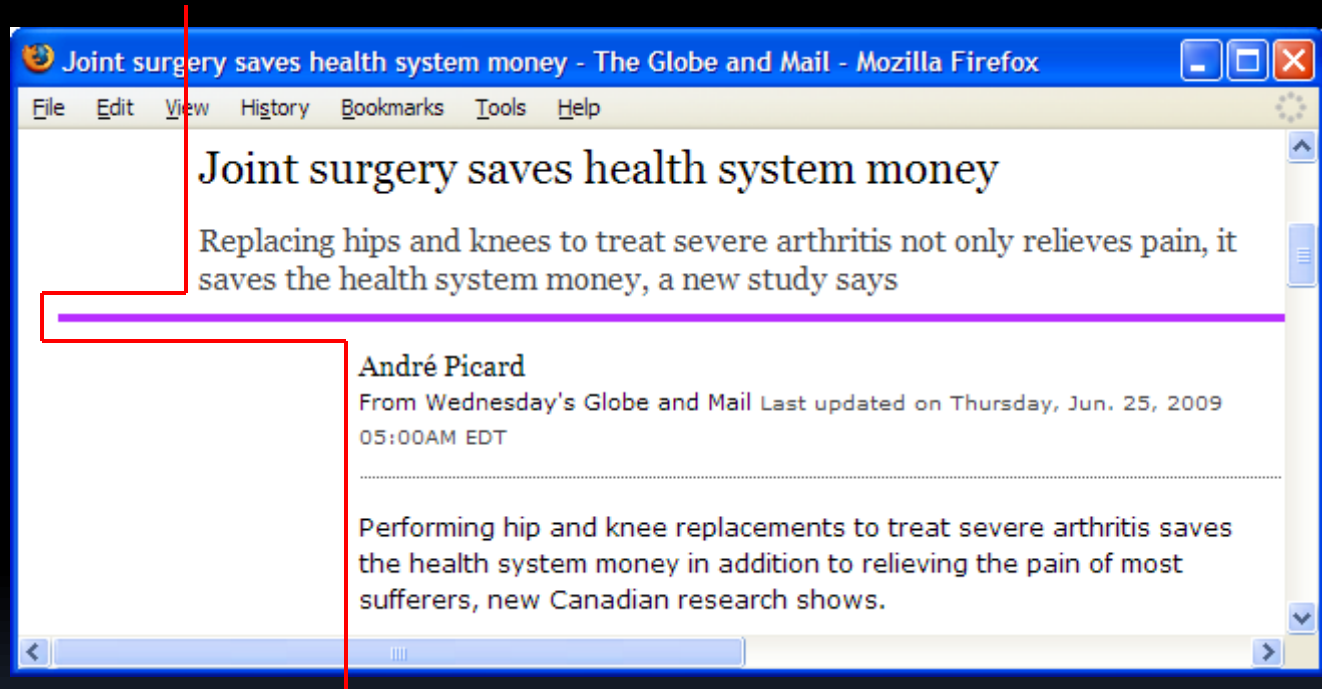 Joint surgery saves health system money - The Globe and Mail - Mozilla Firefox
File Edit View History Bookmarks Tools Help
Joint surgery saves health system money
Replacing hips and knees to treat severe arthritis not only relieves pain, it
saves the health system money, a new study says
André Picard
From Wednesday's Globe and Mail Last updated on Thursday, Jun. 25, 2009
05:00AM EDT
Performing hip and knee replacements to treat severe arthritis saves
the health system money in addition to relieving the pain of most
sufferers, new Canadian research shows.